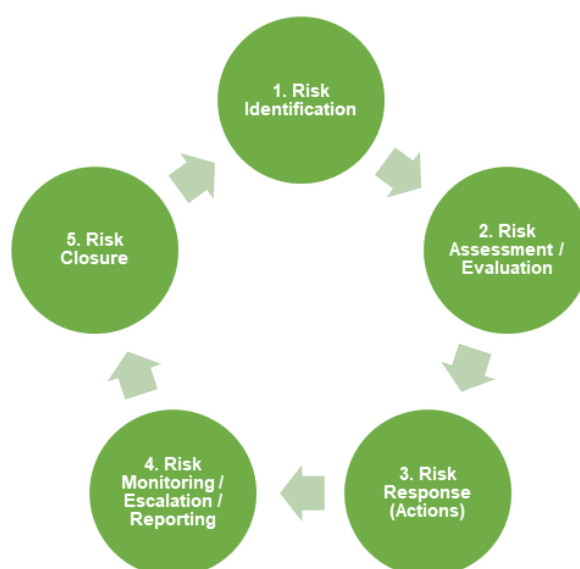 1. Risk
Identification
2. Risk
Assessment /
Evaluation
3. Risk
Response
(Actions)
4. Risk
Monitoring /
Escalation /
Reporting
5. Risk
Closure